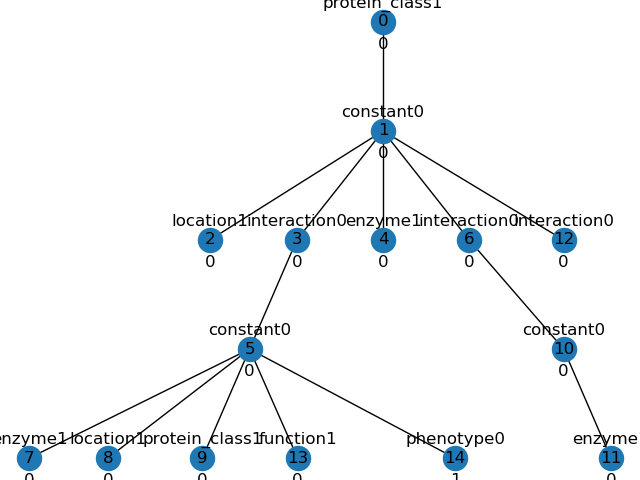 protein_class1
0
0
constant0
1
0
location1 interaction0 enzyme1 interaction0 interaction0
2 3 4 6 12
0 0 0 0 0
constant0 constant0
5 10
0 0
enzyme1 location1 protein_class1 function1 phenotype0 enzyme
7 8 9 13 14 11
0 0 0 0 1 0